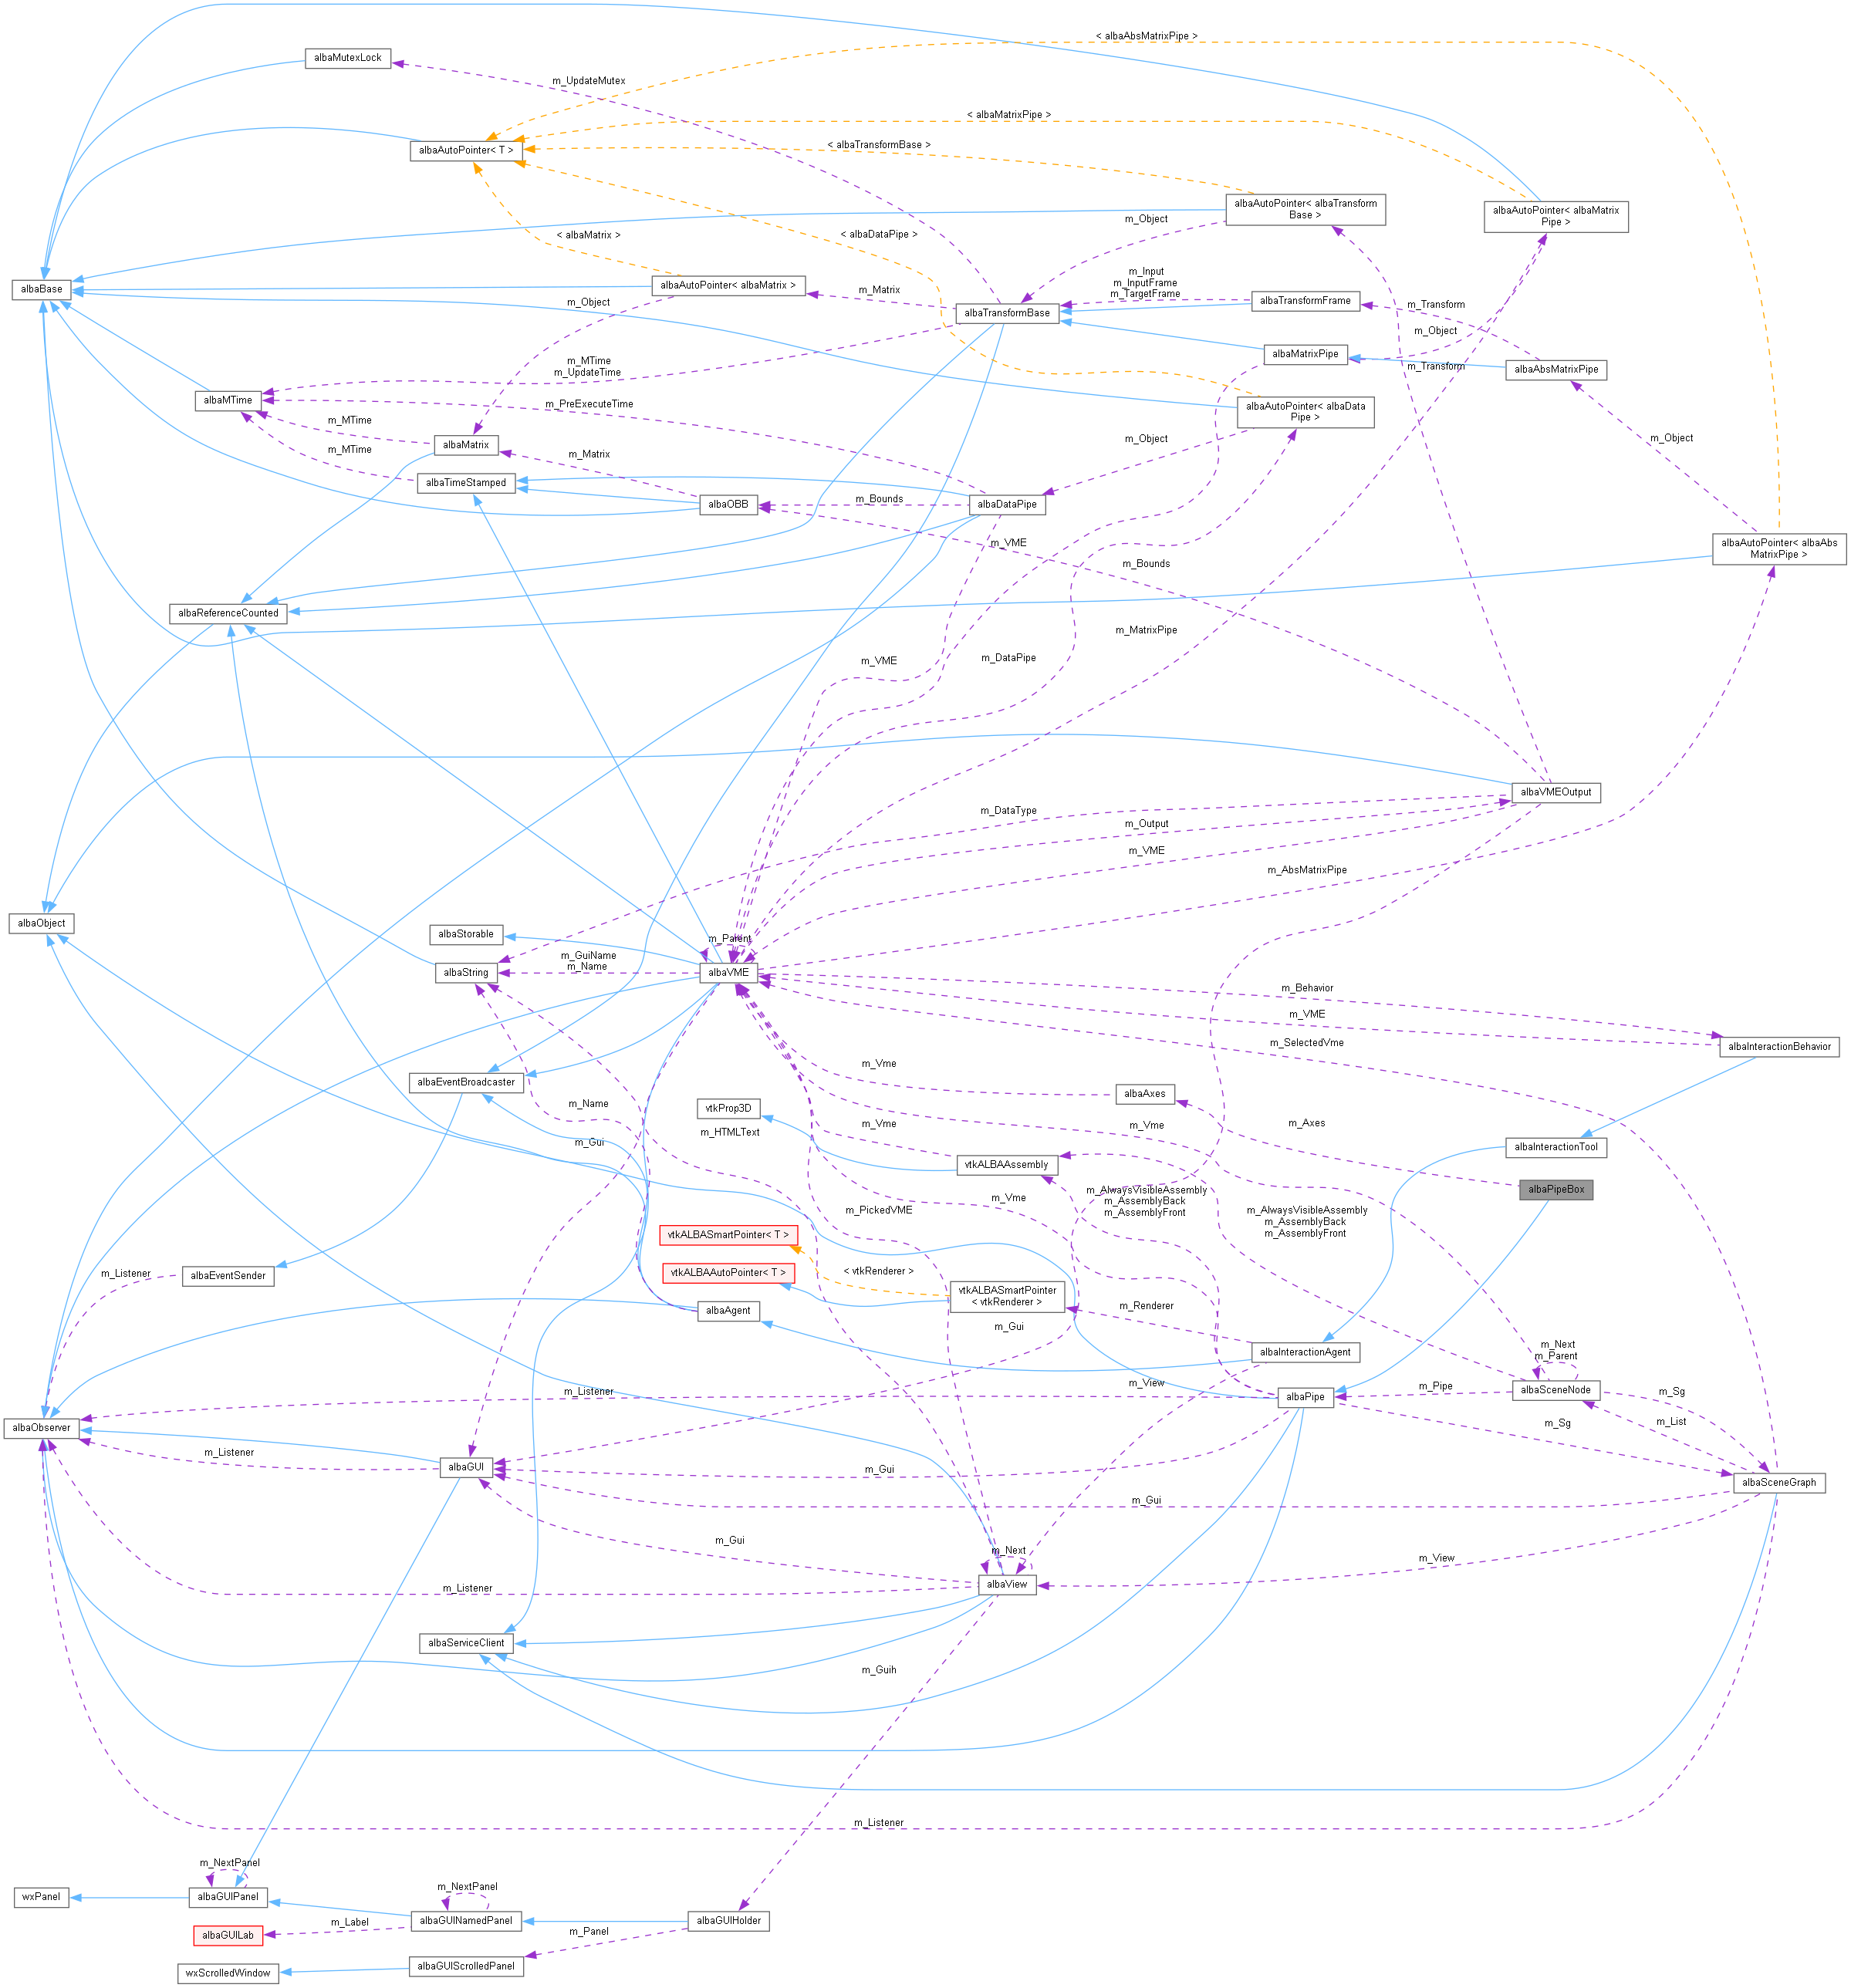 < albaAbsMatrixPipe >
albaMutexLock
m_UpdateMutex
< albaMatrixPipe >
albaAutoPointer< T >
< albaTransformBase >
albaAutoPointer< albaTransform
Base >
albaAutoPointer< albaMatrix
Pipe >
m_Object
< albaMatrix >
< albaDataPipe >
albaBase
albaAutoPointer< albaMatrix >
m_Matrix
m_Object
m_Input
m_InputFrame
m_TargetFrame
albaTransformFrame
m_Transform
albaTransformBase
m_Object
albaMatrixPipe
albaAbsMatrixPipe
m_MTime
m_UpdateTime
m_Transform
albaMTime
m_PreExecuteTime
albaAutoPointer< albaData
Pipe >
m_MTime
albaMatrix
m_Object
m_Object
m_MTime
m_Matrix
albaTimeStamped
albaOBB
m_Bounds
albaDataPipe
albaAutoPointer< albaAbs
MatrixPipe >
m_VME
m_Bounds
albaReferenceCounted
m_MatrixPipe
m_VME
m_DataPipe
albaVMEOutput
m_DataType
m_Output
m_VME
m_AbsMatrixPipe
albaObject
albaStorable
m_Parent
m_GuiName
m_Name
albaString
albaVME
m_Behavior
m_VME
m_SelectedVme
albaInteractionBehavior
m_Vme
albaEventBroadcaster
albaAxes
m_Name
vtkProp3D
m_HTMLText
m_Vme
m_Vme
m_Axes
m_Gui
albaInteractionTool
vtkALBAAssembly
albaPipeBox
m_Vme
m_AlwaysVisibleAssembly
m_AssemblyBack
m_AssemblyFront
m_PickedVME
m_AlwaysVisibleAssembly
m_AssemblyBack
m_AssemblyFront
vtkALBASmartPointer< T >
m_Listener
albaEventSender
vtkALBAAutoPointer< T >
< vtkRenderer >
vtkALBASmartPointer
< vtkRenderer >
albaAgent
m_Renderer
m_Gui
albaInteractionAgent
m_Next
m_Parent
m_Listener
m_View
albaPipe
m_Pipe
albaSceneNode
m_Sg
albaObserver
m_Sg
m_List
m_Listener
albaGUI
m_Gui
albaSceneGraph
m_Gui
m_Gui
m_Next
m_View
m_Listener
albaView
albaServiceClient
m_Guih
m_Listener
m_NextPanel
wxPanel
albaGUIPanel
m_NextPanel
m_Label
albaGUINamedPanel
albaGUIHolder
albaGUILab
m_Panel
albaGUIScrolledPanel
wxScrolledWindow